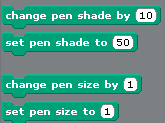 change pen shade by 10
set pen shade to 50
change pen size by 1
set pen size to 1